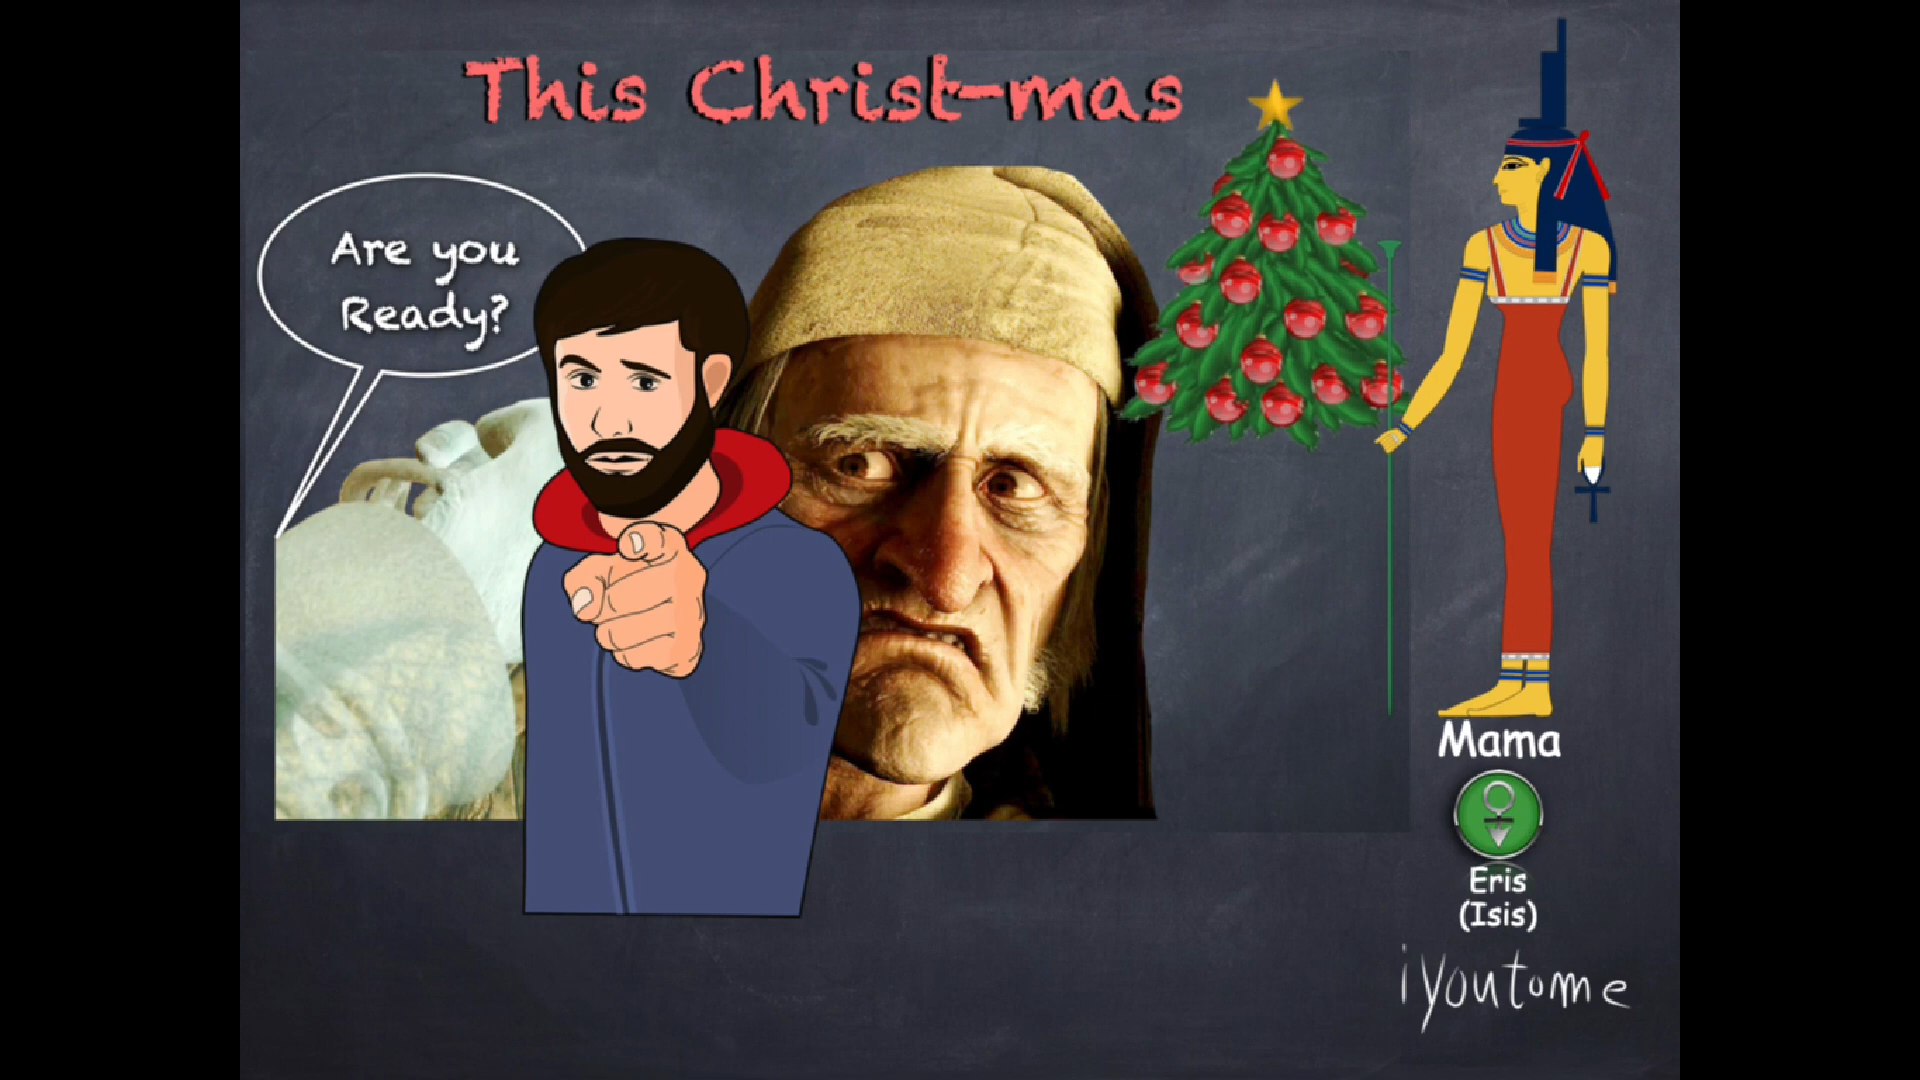 This Christ-mas
Are you
Ready?
Mama
Eris
(Isis)
iyoutome